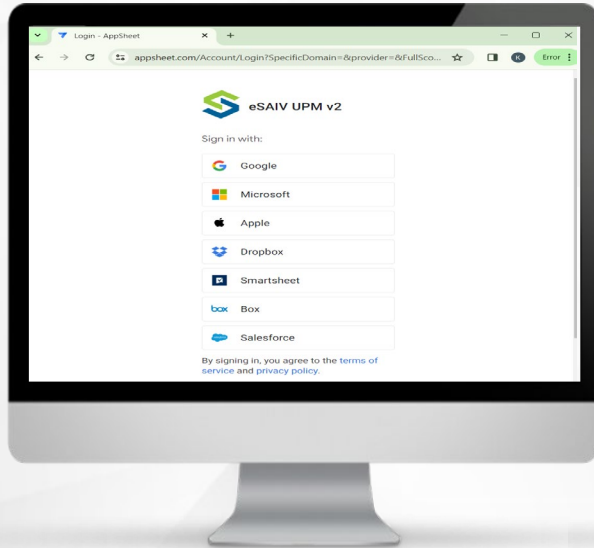 Login - AppSheet
appsheet.com/Account/Login?SpecificDomain=&provider=&FullSco...
K
Error
eSAIV UPM v2
Sign in with:
Google
Microsoft
Apple
Dropbox
Smartsheet
box Box
Salesforce
By signing in, you agree to the terms of
service and privacy policy.